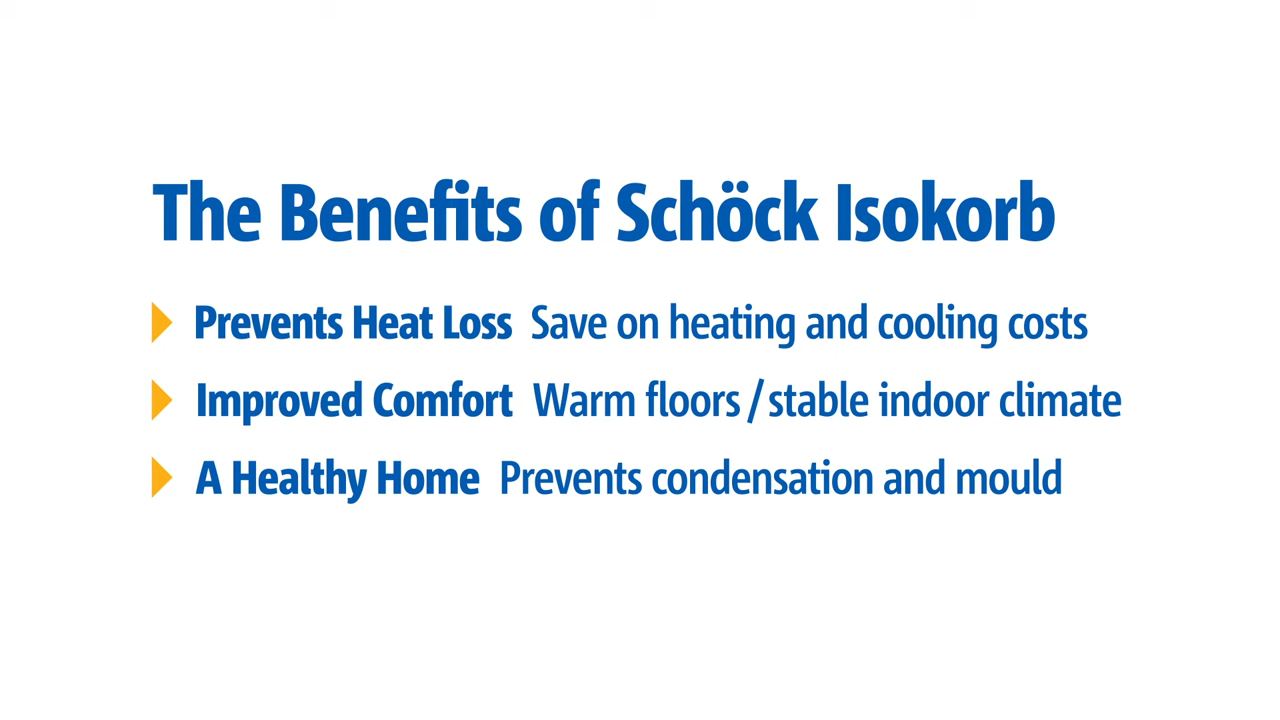 The Benefits of Schöck Isokorb
Prevents Heat Loss Save on heating and cooling costs
Improved Comfort Warm floors / stable indoor climate
A Healthy Home Prevents condensation and mould